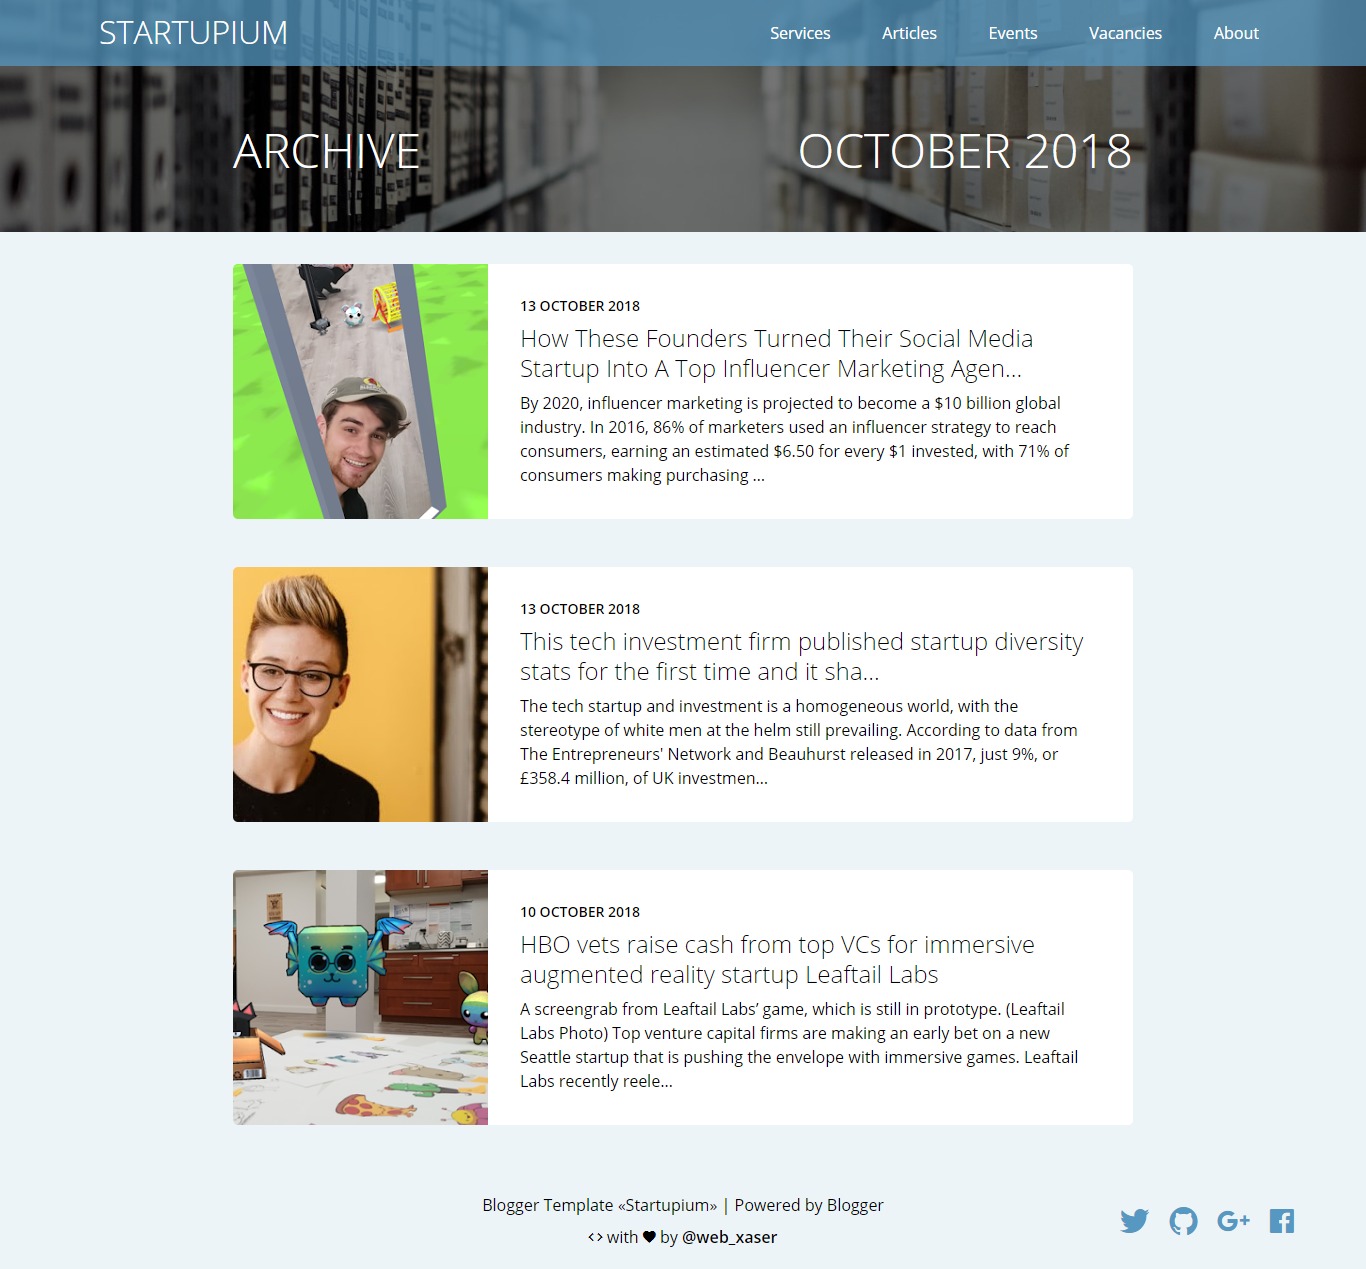 STARTUPIUM
Services Articles Events Vacancies About
ARCHIVE OCTOBER 2018
13 OCTOBER 2018
How These Founders Turned Their Social Media
Startup Into A Top Influencer Marketing Agen...
By 2020, influencer marketing is projected to become a $10 billion global
industry. In 2016, 86% of marketers used an influencer strategy to reach
consumers, earning an estimated $6.50 for every $1 invested, with 71% of
consumers making purchasing ...
13 OCTOBER 2018
This tech investment firm published startup diversity
stats for the first time and it sha...
The tech startup and investment is a homogeneous world, with the
stereotype of white men at the helm still prevailing. According to data from
The Entrepreneurs' Network and Beauhurst released in 2017, just 9%, or
£358.4 million, of UK investmen...
10 OCTOBER 2018
HBO vets raise cash from top VCs for immersive
augmented reality startup Leaftail Labs
A screengrab from Leaftail Labs’ game, which is still in prototype. (Leaftail
Labs Photo) Top venture capital firms are making an early bet on a new
Seattle startup that is pushing the envelope with immersive games. Leaftail
Labs recently reele...
Blogger Template «Startupium» | Powered by Blogger
<> with ♥ by @web_xaser